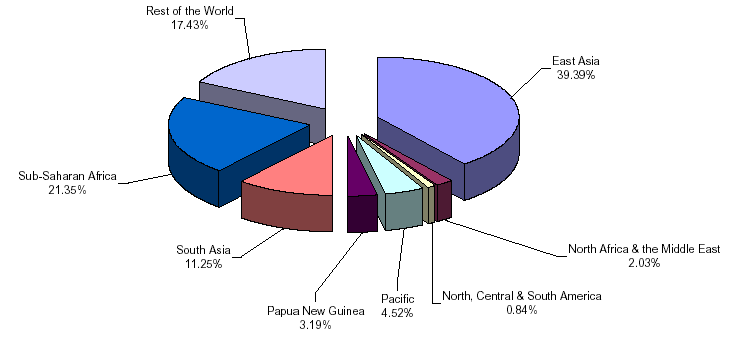 Rest of the World
17.43%
East Asia
39.39%
Sub-Saharan Africa
21.35%
South Asia
11.25%
North Africa & the Middle East
2.03%
Papua New Guinea
3.19%
Pacific
4.52%
North, Central & South America
0.84%